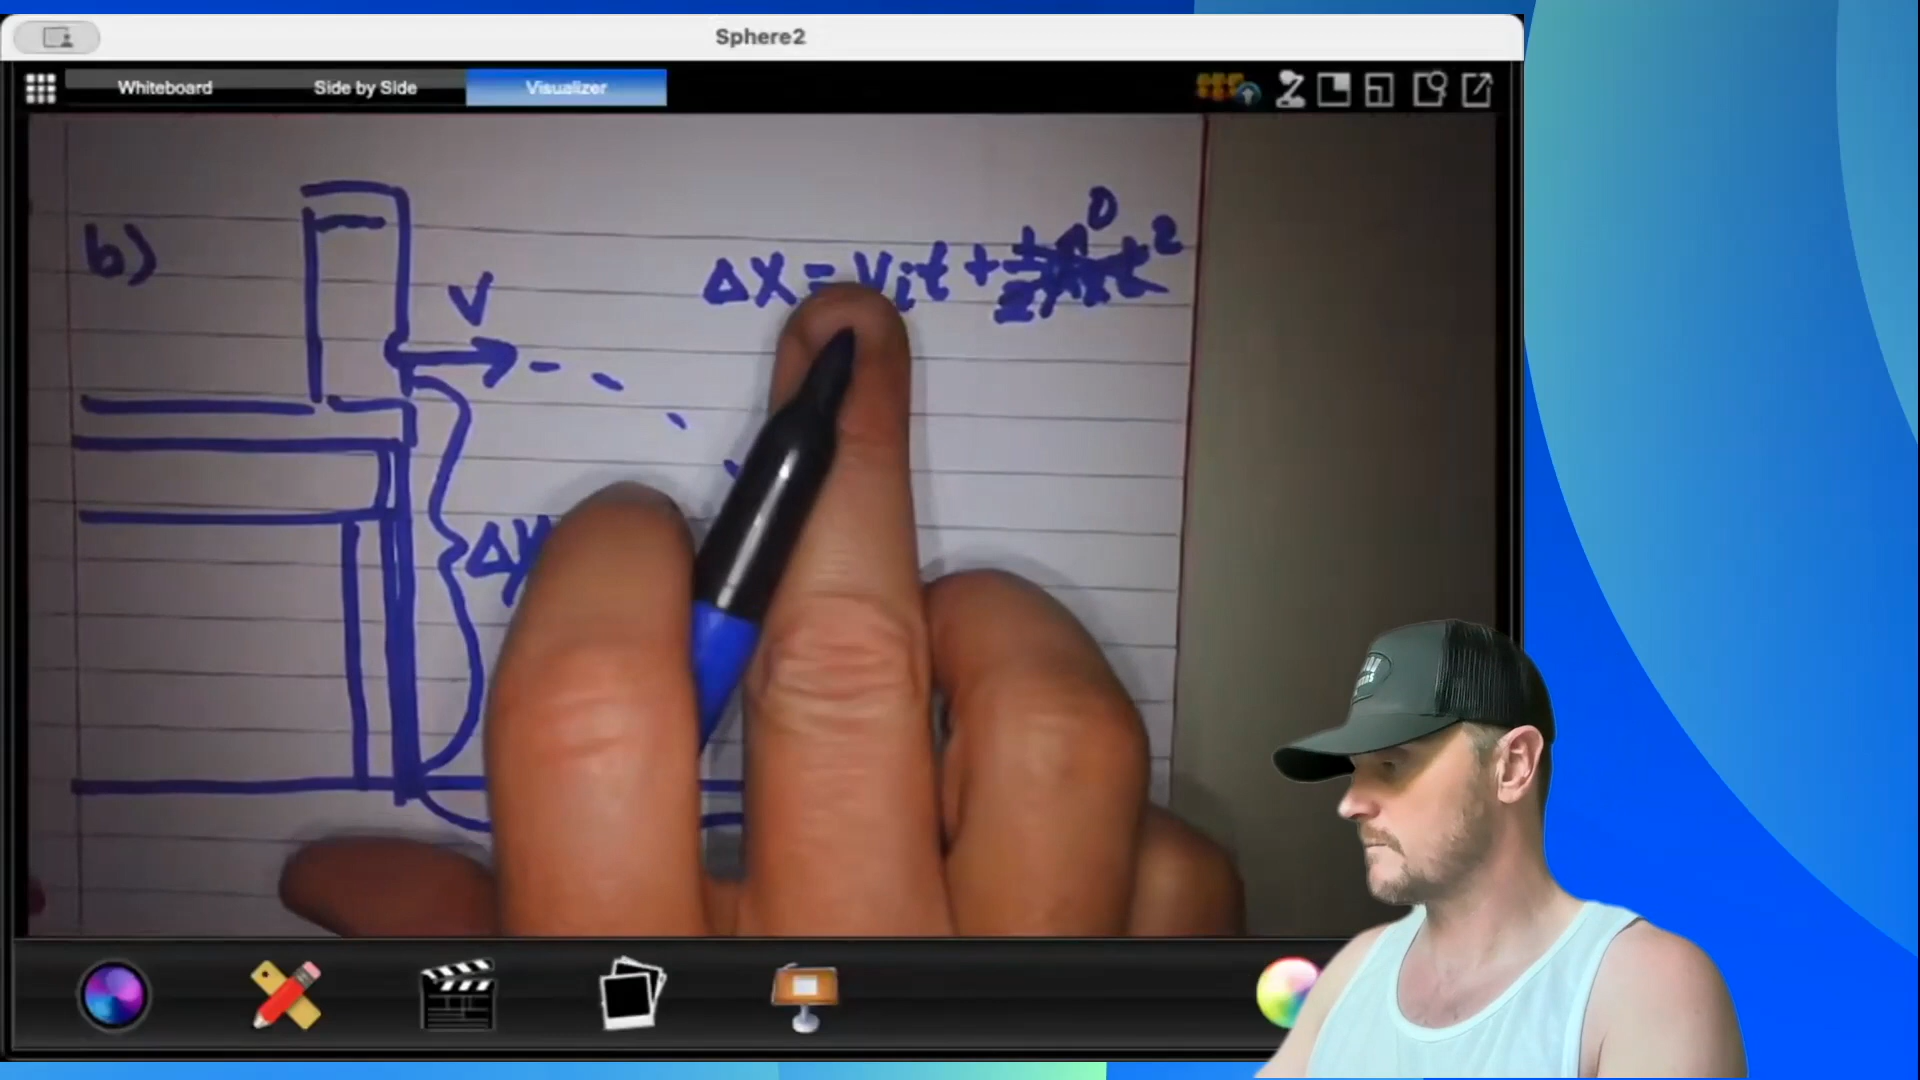 Sphere2
Whiteboard Side by Side Visualizer
b)
V
Δx = Vit + ½at² 0
Δy